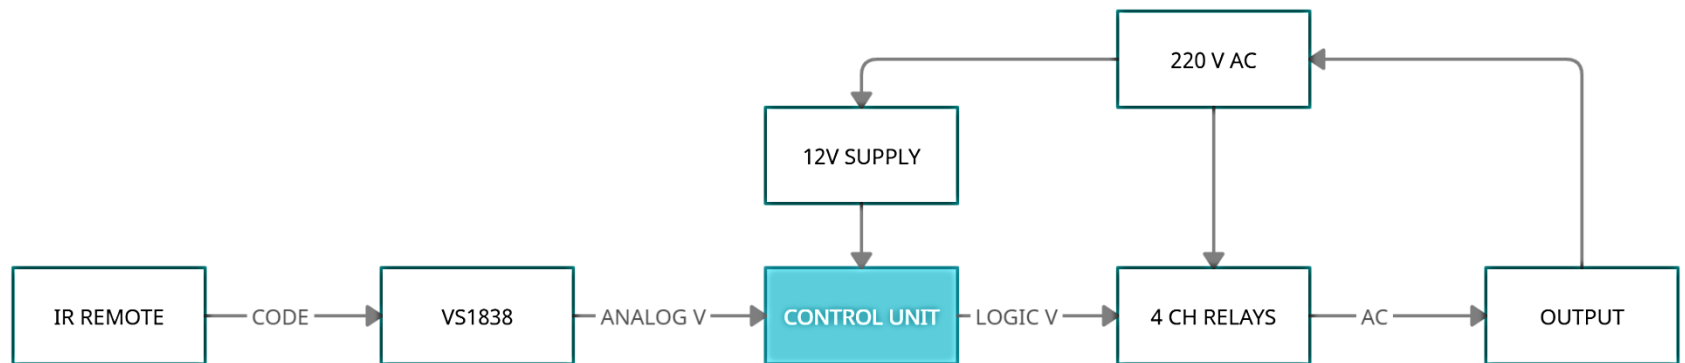 220 V AC
12V SUPPLY
IR REMOTE
CODE
VS1838
ANALOG V
CONTROL UNIT
LOGIC V
4 CH RELAYS
AC
OUTPUT